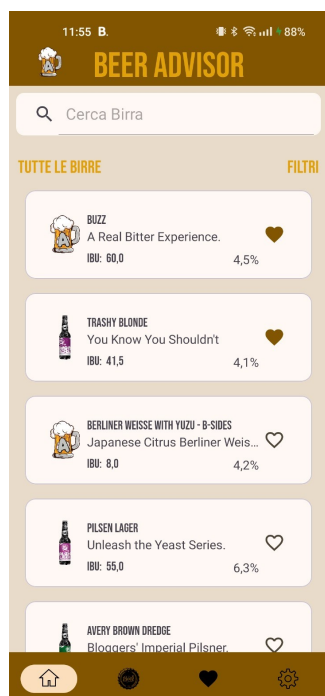 11:55 B. 88%
BEER ADVISOR
Cerca Birra
TUTTE LE BIRRE FILTRI
BUZZ
A Real Bitter Experience.
IBU: 60,0 4,5%
TRASHY BLONDE
You Know You Shouldn't
IBU: 41,5 4,1%
BERLINER WEISSE WITH YUZU - B-SIDES
Japanese Citrus Berliner Weis...
IBU: 8,0 4,2%
PILSEN LAGER
Unleash the Yeast Series.
IBU: 55,0 6,3%
AVERY BROWN DREDGE
Bloggers' Imperial Pilsner.